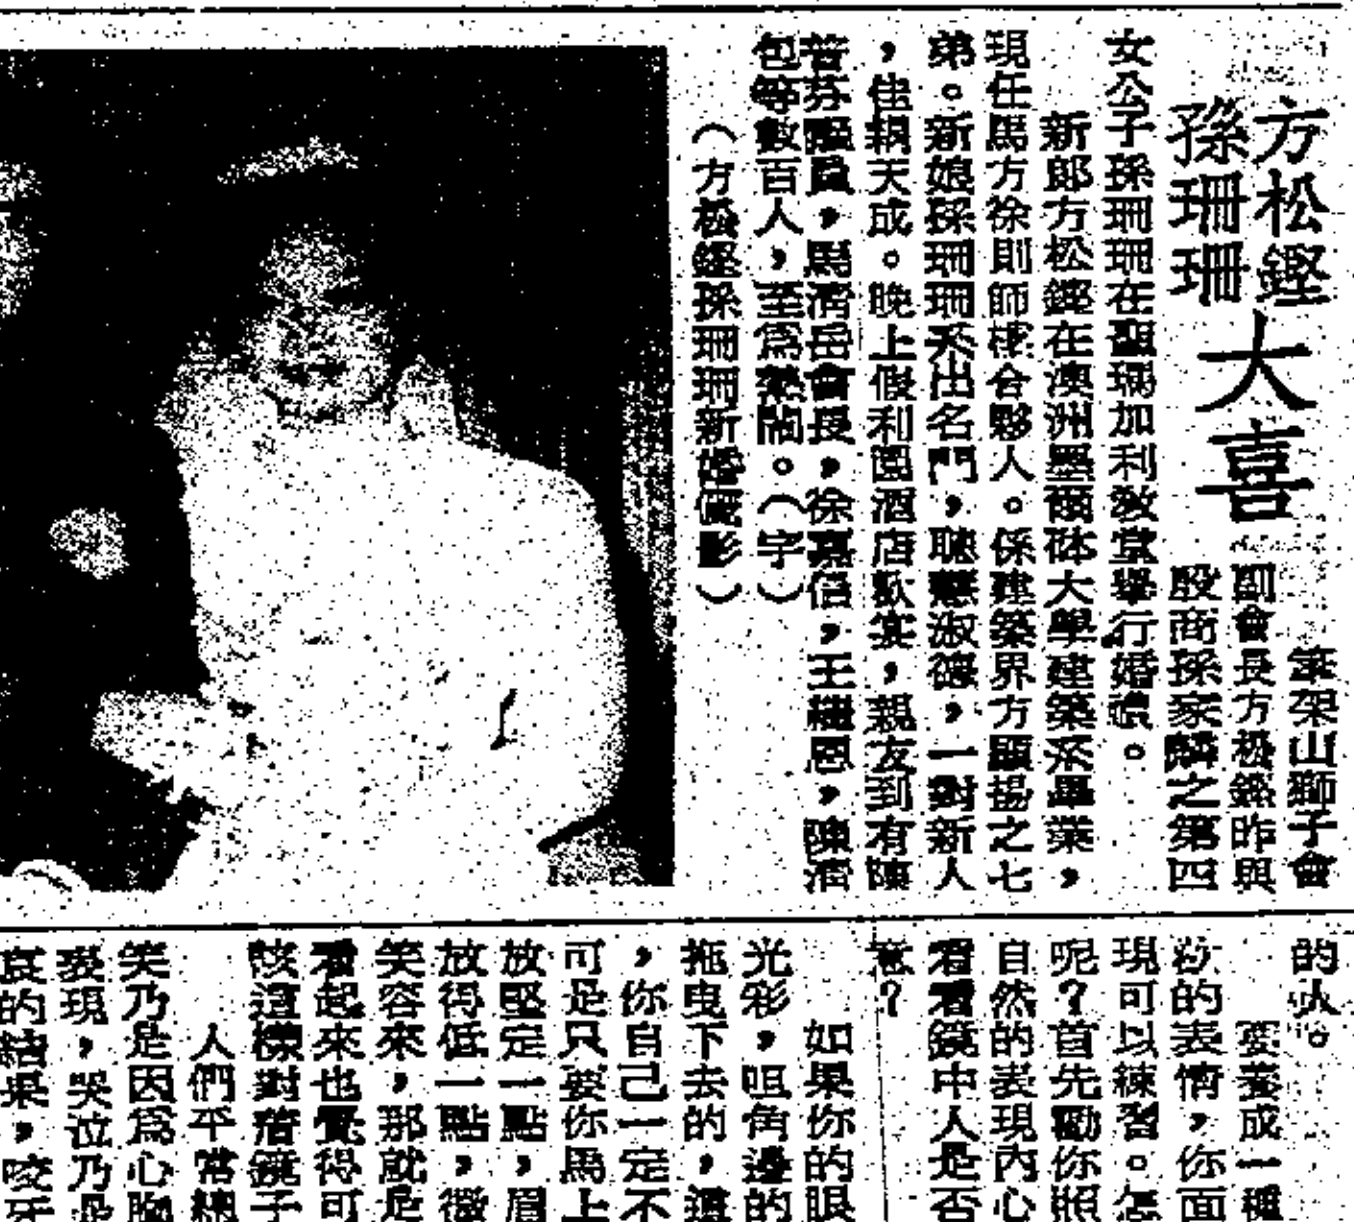 方松鏗
孫珊珊
大喜
筆架山獅子會
副會長方松鏗昨與
殷商孫家麟之第四
女公子孫珊珊在聖瑪加利敎堂舉行婚禮。
新郎方松鏗在澳洲墨爾砵大學建築系畢業，
現任馬方徐則師樓合夥人。係建築界方顯揚之七
弟。新娘孫珊珊系出名門，聰慧淑德，一對新人
，佳耦天成。晚上假利園酒店歡宴，親友到有陳
普芬醫員，馬濟岳會長，徐嘉倍，王繼恩，陳濟
包等數百人，至爲熱鬧。（宇）
（方松鏗孫珊珊新婚儷影）
的人。
要養成一種
欲的表情，你面
現可以練習。怎
呢？首先勸你照
自然的表現內心
看看鏡中人是否
意？
如果你的眼
光彩，咀角邊的
拖曳下去的，這
，你自己一定不
可是只要你馬上
放堅定一點，眉
放得低一點，微
笑容來，那就是
看起來也覺得可
該這樣對着鏡子
人們平常總
笑乃是因爲心胸
表現，哭泣乃是
哀的結果，咬牙